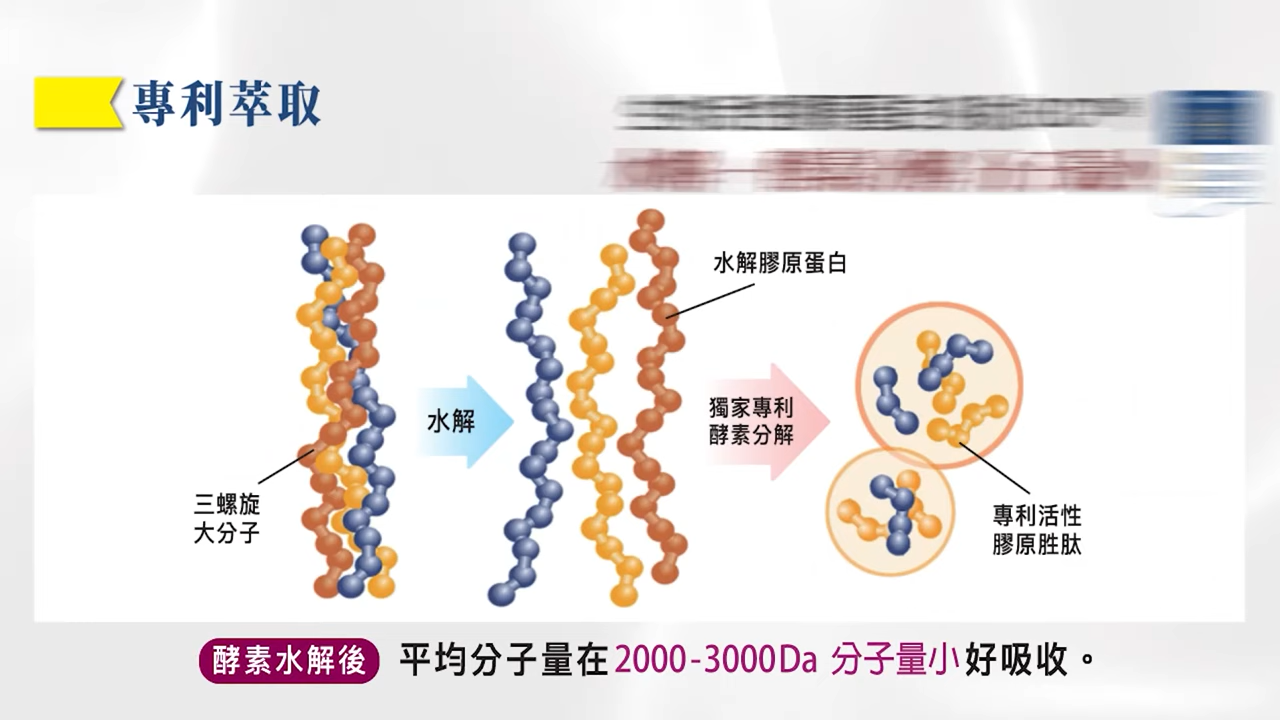 專利萃取
水解膠原蛋白
水解
獨家專利
酵素分解
三螺旋
大分子
專利活性
膠原胜肽
酵素水解後 平均分子量在2000-3000Da 分子量小好吸收。